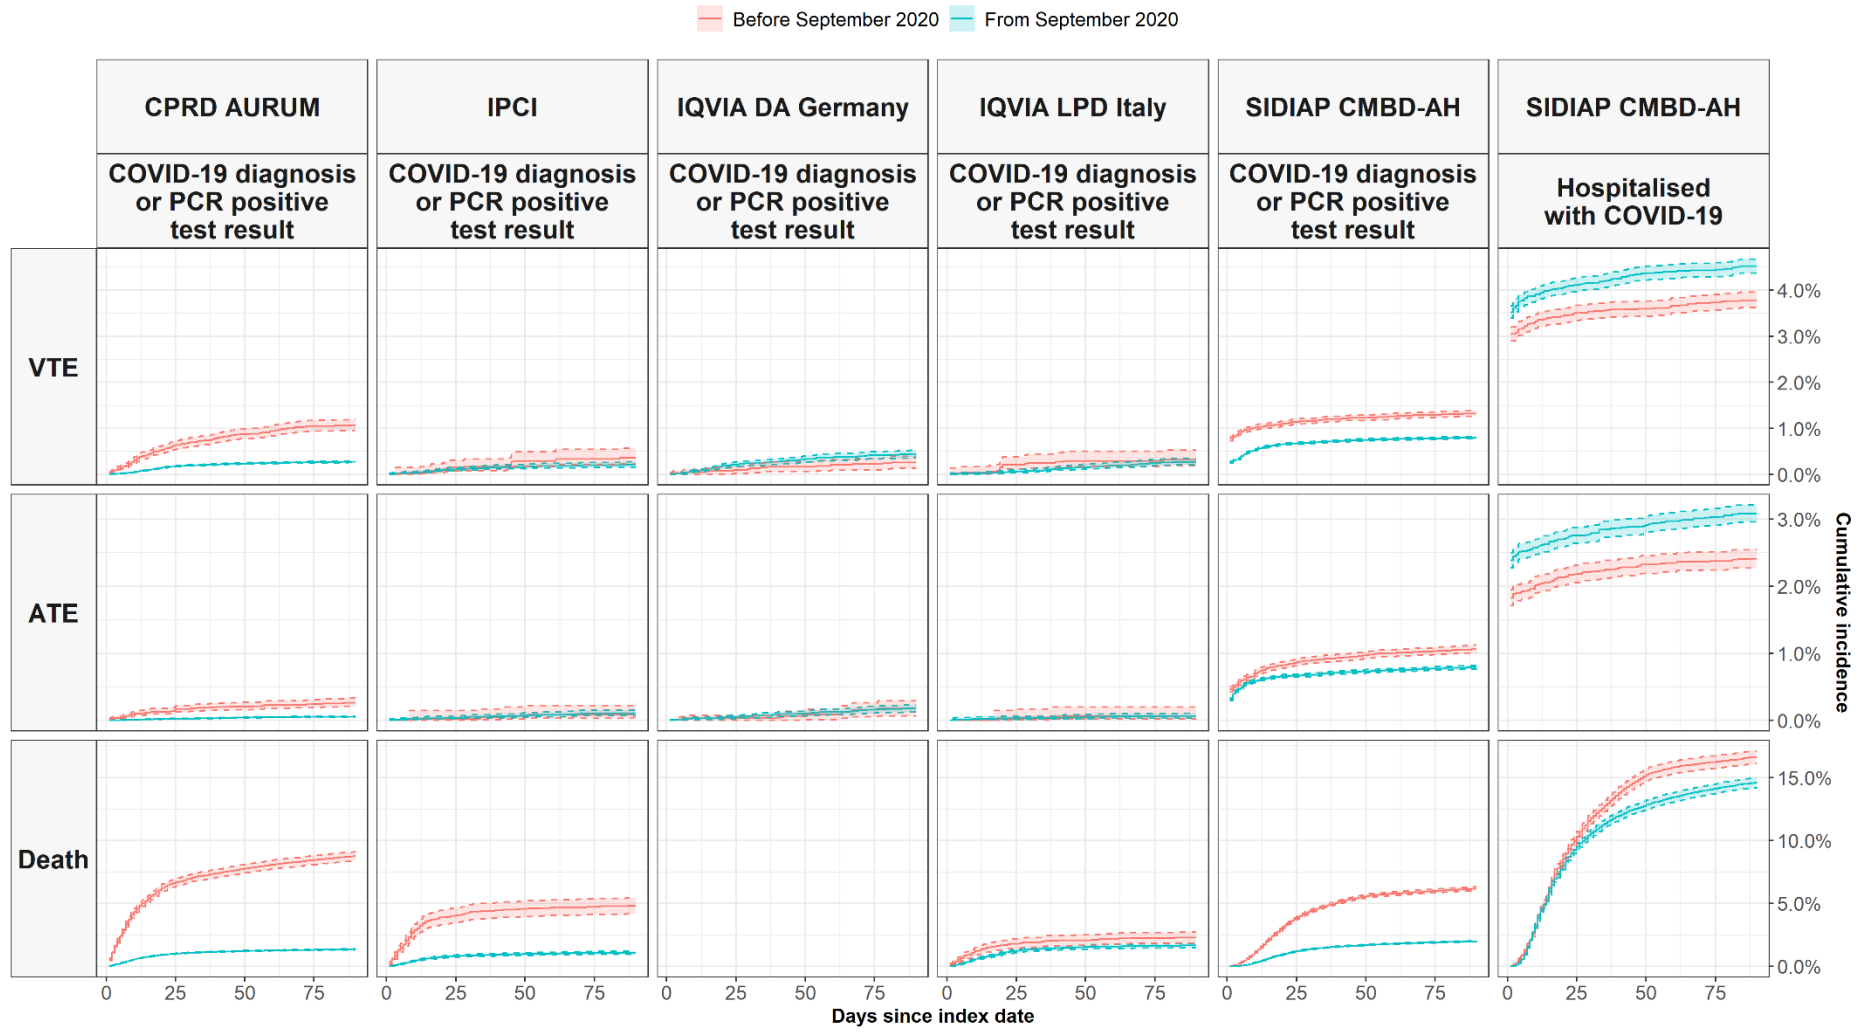 Before September 2020 From September 2020
CPRD AURUM IPCI IQVIA DA Germany IQVIA LPD Italy SIDIAP CMBD-AH SIDIAP CMBD-AH
COVID-19 diagnosis COVID-19 diagnosis COVID-19 diagnosis COVID-19 diagnosis COVID-19 diagnosis Hospitalised
or PCR positive or PCR positive or PCR positive or PCR positive or PCR positive with COVID-19
test result test result test result test result test result
VTE
4.0%
3.0%
2.0%
1.0%
0.0%
ATE
3.0%
2.0%
1.0%
0.0%
Death
15.0%
10.0%
5.0%
0.0%
Cumulative incidence
0 25 50 75 0 25 50 75 0 25 50 75 0 25 50 75 0 25 50 75 0 25 50 75
Days since index date